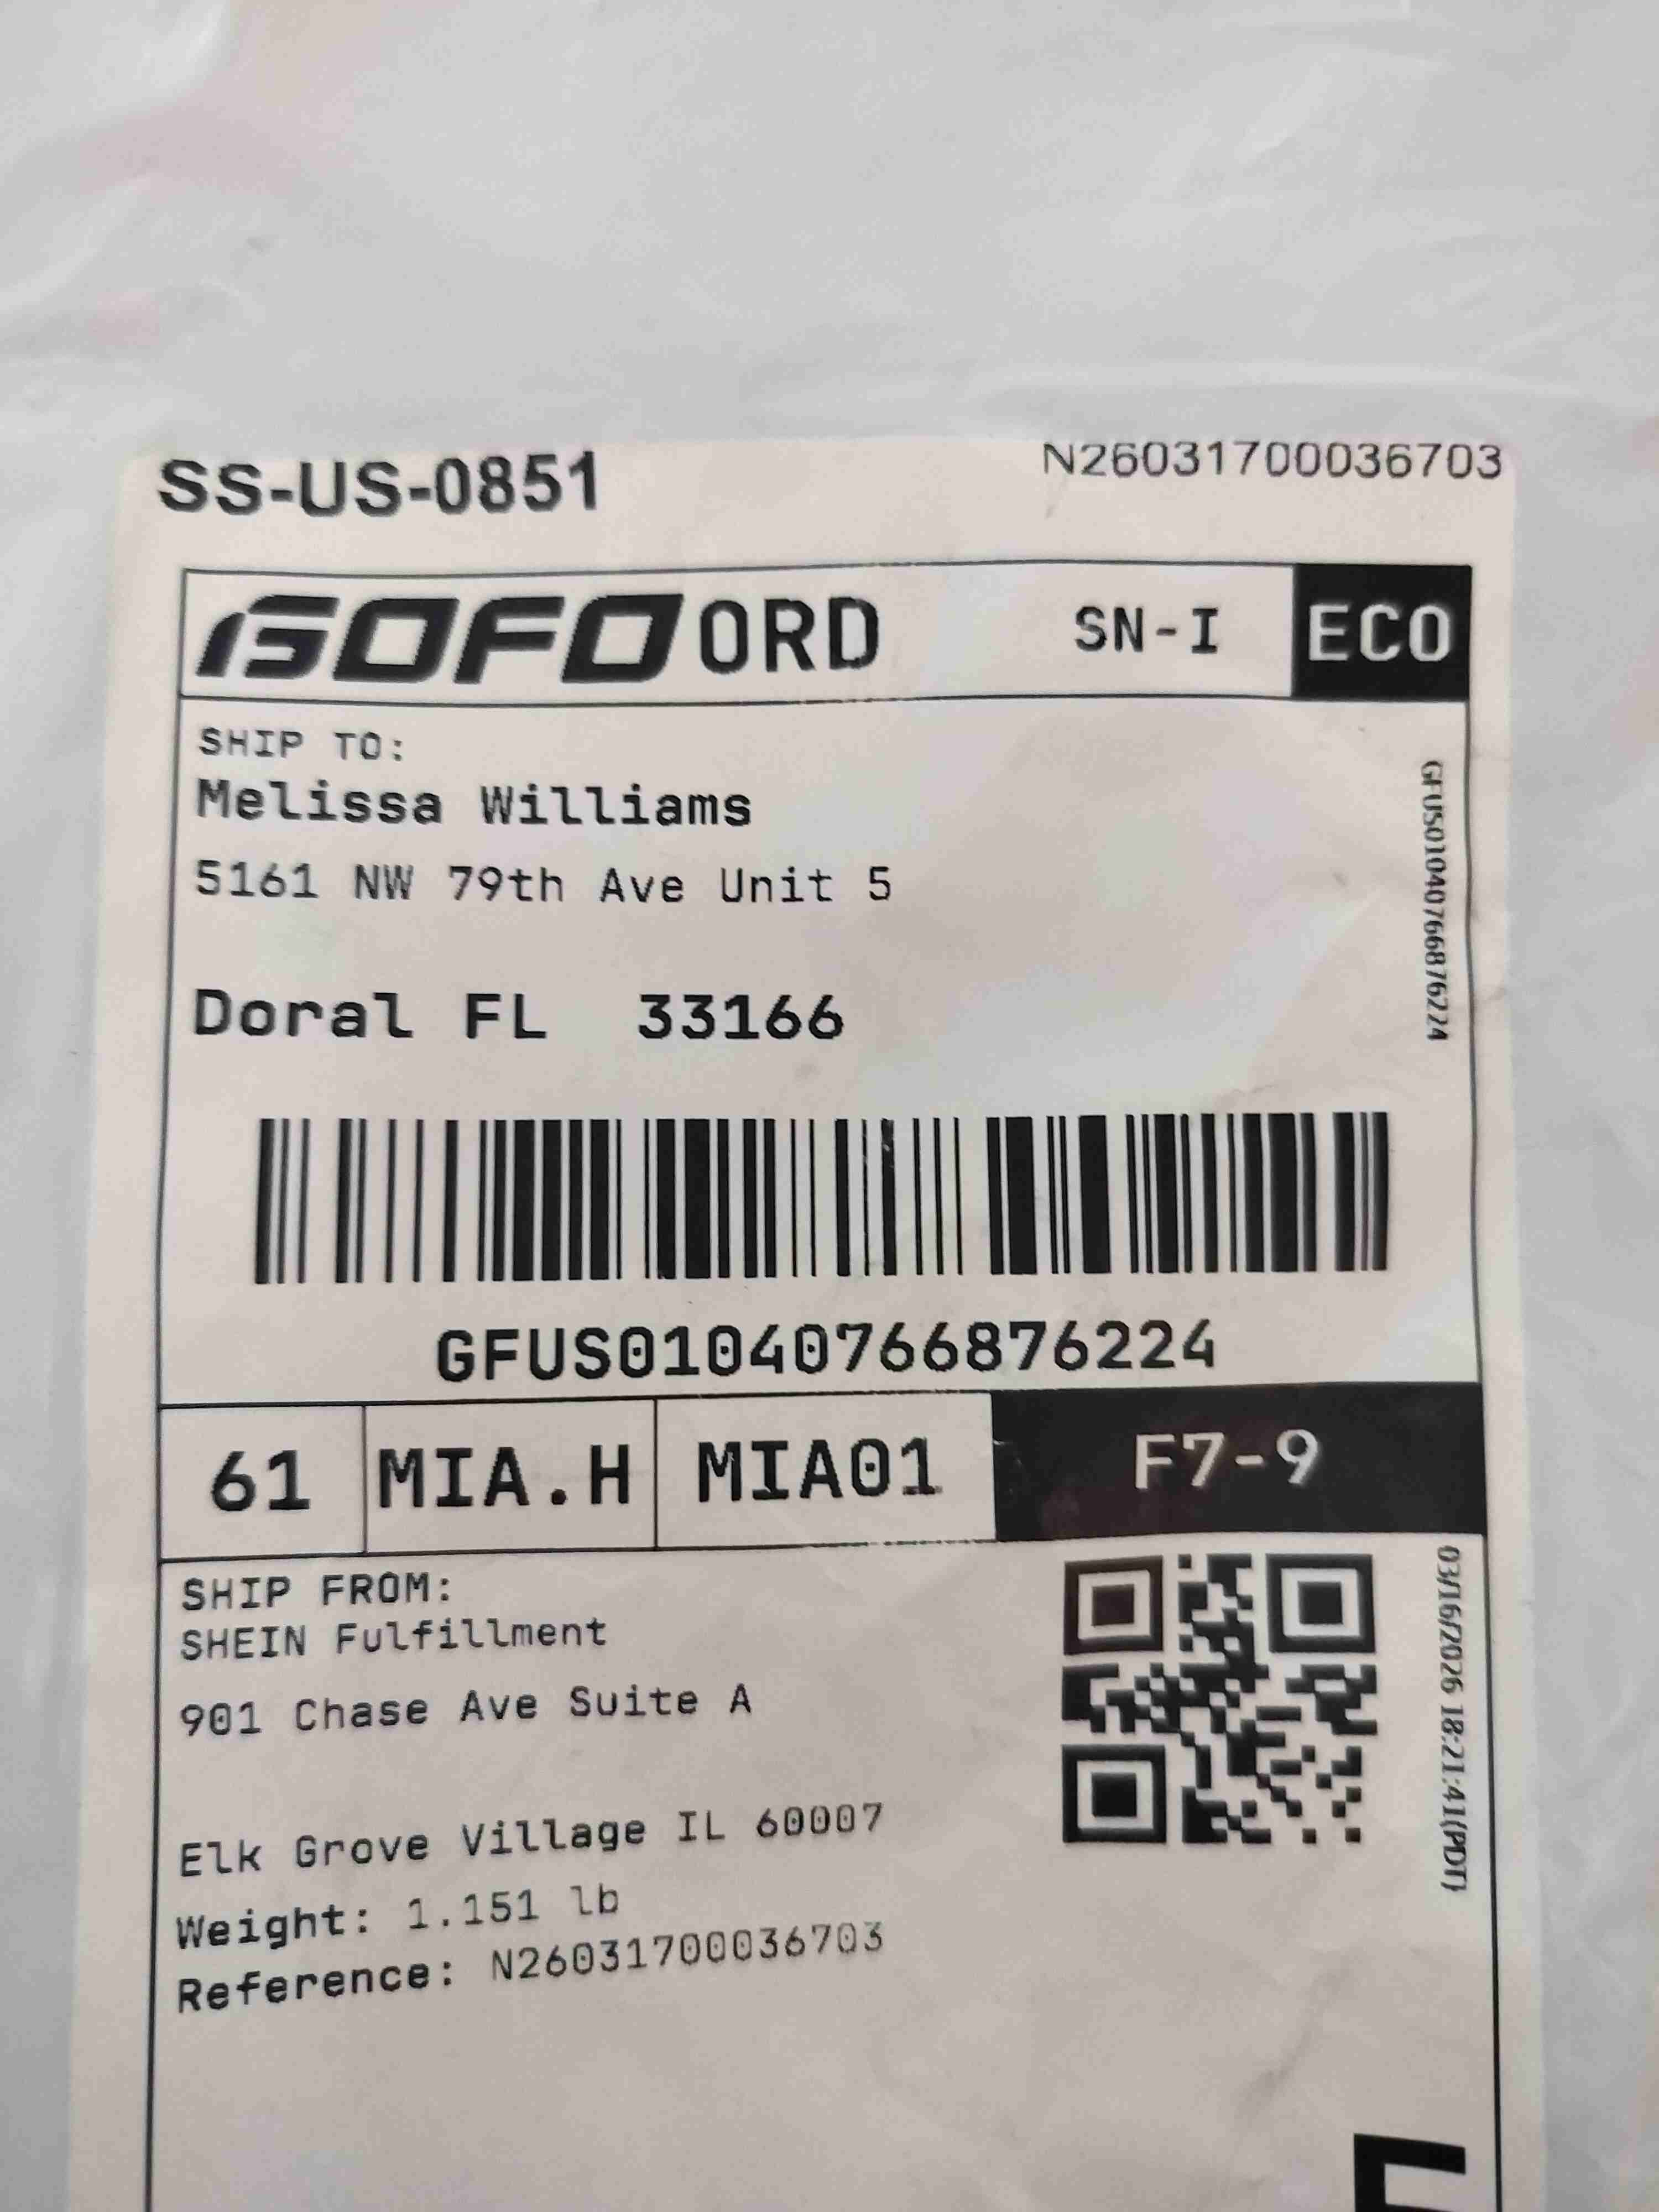 SS-US-0851
N26031700036703
GOFO ORD SN-I ECO
SHIP TO:
Melissa Williams
5161 NW 79th Ave Unit 5
Doral FL 33166
GFUS01040766876224
GFUS01040766876224
61 MIA.H MIA01 F7-9
SHIP FROM:
SHEIN Fulfillment
901 Chase Ave Suite A
Elk Grove Village IL 60007
Weight: 1.151 lb
Reference: N26031700036703
03/16/2026 18:21:41(PDT)